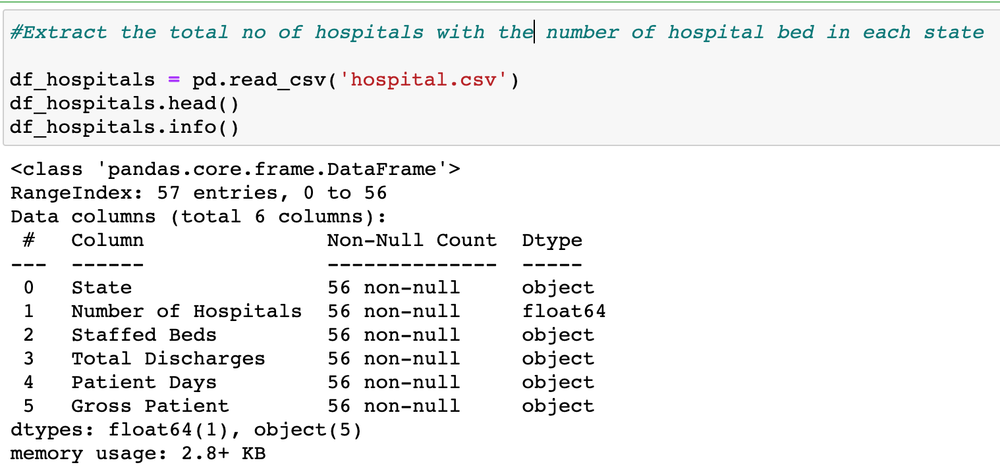 #Extract the total no of hospitals with the number of hospital bed in each state
df_hospitals = pd.read_csv('hospital.csv')
df_hospitals.head()
df_hospitals.info()
<class 'pandas.core.frame.DataFrame'>
RangeIndex: 57 entries, 0 to 56
Data columns (total 6 columns):
 #   Column               Non-Null Count  Dtype
---  ------               --------------  -----
 0   State                56 non-null     object
 1   Number of Hospitals  56 non-null     float64
 2   Staffed Beds         56 non-null     object
 3   Total Discharges     56 non-null     object
 4   Patient Days         56 non-null     object
 5   Gross Patient        56 non-null     object
dtypes: float64(1), object(5)
memory usage: 2.8+ KB